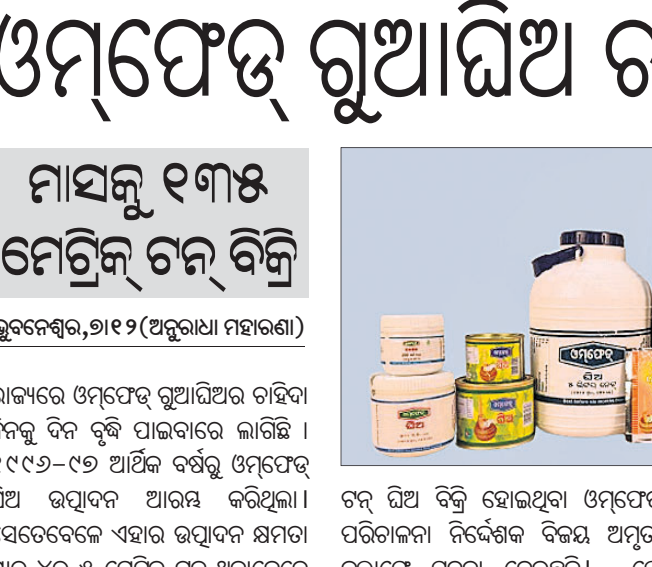 ଓମ୍‌ଫେଡ୍ ଗୁଆଘିଅ
ମାସକୁ ୧୩୫
ମେଟ୍ରିକ୍ ଟନ୍ ବିକ୍ରି
ଭୁବନେଶ୍ୱର,୭।୧୨(ଅନୁରାଧା ମହାରଣା)
ରାଜ୍ୟରେ ଓମ୍‌ଫେଡ୍ ଗୁଆଘିଅର ଚାହିଦା
ଦିନକୁ ଦିନ ବୃଦ୍ଧି ପାଇବାରେ ଲାଗିଛି ।
୧୯୯୬-୯୭ ଆର୍ଥିକ ବର୍ଷରୁ ଓମ୍‌ଫେଡ୍
ଘିଅ ଉତ୍ପାଦନ ଆରମ୍ଭ କରିଥିଲା।
ସେତେବେଳେ ଏହାର ଉତ୍ପାଦନ କ୍ଷମତା
ଓମ୍‌ଫେଡ୍
ଘିଅ
ଘିଅ
ଟନ୍ ଘିଅ ବିକ୍ରି ହୋଇଥିବା ଓମ୍‌ଫେଡ
ପରିଚାଳନା ନିର୍ଦ୍ଦେଶକ ବିଜୟ ଅମୃତ